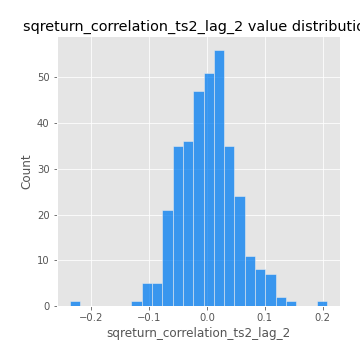 sqreturn_correlation_ts2_lag_2 value distributio
Count
50
40
30
20
10
0
−0.2 −0.1 0.0 0.1 0.2
sqreturn_correlation_ts2_lag_2